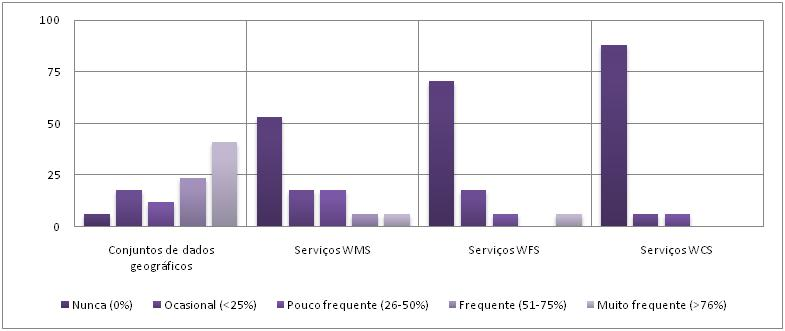 100
75
50
25
0
Conjuntos de dados
geográficos
Serviços WMS
Serviços WFS
Serviços WCS
Nunca (0%)
Ocasional (<25%)
Pouco frequente (26-50%)
Frequente (51-75%)
Muito frequente (>76%)